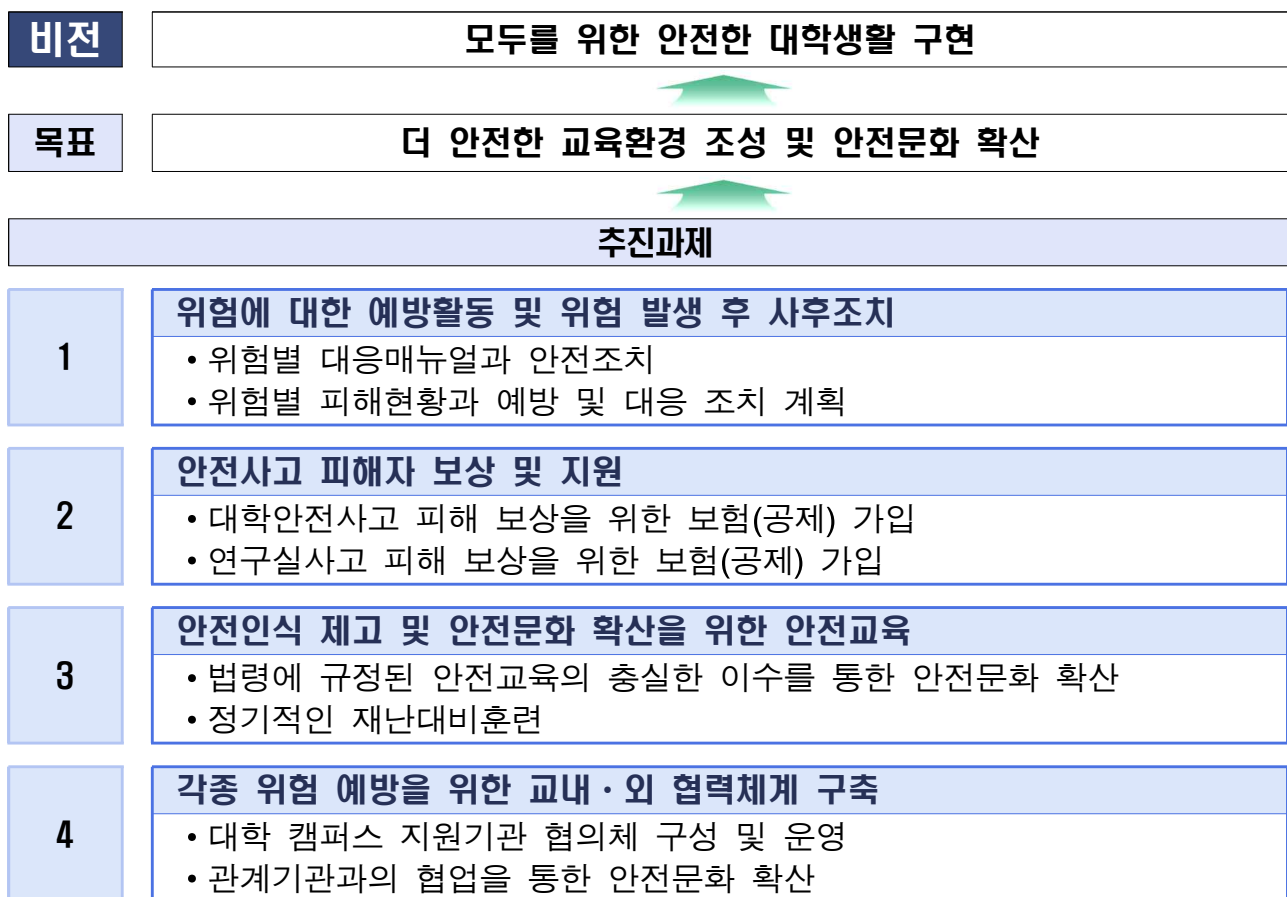 비전
모두를 위한 안전한 대학생활 구현
목표
더 안전한 교육환경 조성 및 안전문화 확산
추진과제
1
위험에 대한 예방활동 및 위험 발생 후 사후조치
• 위험별 대응매뉴얼과 안전조치
• 위험별 피해현황과 예방 및 대응 조치 계획
2
안전사고 피해자 보상 및 지원
• 대학안전사고 피해 보상을 위한 보험(공제) 가입
• 연구실사고 피해 보상을 위한 보험(공제) 가입
3
안전인식 제고 및 안전문화 확산을 위한 안전교육
• 법령에 규정된 안전교육의 충실한 이수를 통한 안전문화 확산
• 정기적인 재난대비훈련
4
각종 위험 예방을 위한 교내·외 협력체계 구축
• 대학 캠퍼스 지원기관 협의체 구성 및 운영
• 관계기관과의 협업을 통한 안전문화 확산